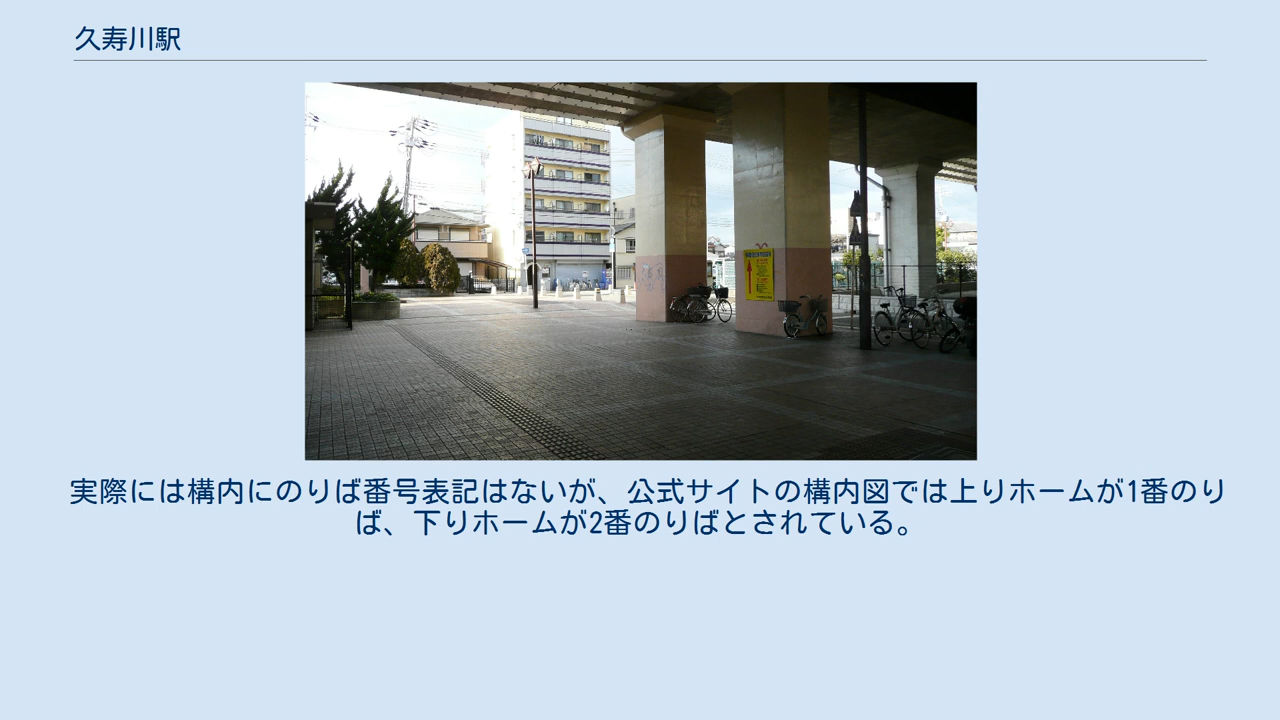 久寿川駅
実際には構内にのりば番号表記はないが、公式サイトの構内図では上りホームが1番のり
ば、下りホームが2番のりばとされている。